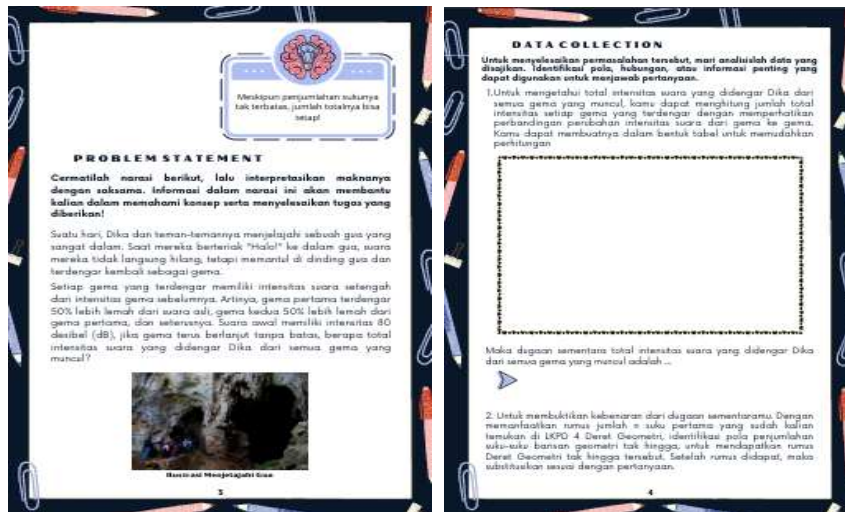 Meskipun penjumlahan sukunya
tak terbatas, jumlah totalnya bisa
tetap!
PROBLEM STATEMENT
Cermatilah narasi berikut, lalu interpretasikan maknanya
dengan saksama. Informasi dalam narasi ini akan membantu
kalian dalam memahami konsep serta menyelesaikan tugas yang
diberikan!
Suatu hari, Dika dan teman-temannya menjelajahi sebuah gua yang
sangat dalam. Saat mereka berteriak "Halo!" ke dalam gua, suara
mereka tidak langsung hilang, tetapi memantul di dinding gua dan
terdengar kembali sebagai gema.
Setiap gema yang terdengar memiliki intensitas suara setengah
dari intensitas gema sebelumnya. Artinya, gema pertama terdengar
50% lebih lemah dari suara asli, gema kedua 50% lebih lemah dari
gema pertama, dan seterusnya. Suara awal memiliki intensitas 80
desibel (dB), jika gema terus berlanjut tanpa batas, berapa total
intensitas suara yang didengar Dika dari semua gema yang
muncul?
Ilustrasi Menjelajahi Gua
3
DATA COLLECTION
Untuk menyelesaikan permasalahan tersebut, mari analisislah data yang
disajikan. Identifikasi pola, hubungan, atau informasi penting yang
dapat digunakan untuk menjawab pertanyaan.
1.Untuk mengetahui total intensitas suara yang didengar Dika dari
semua gema yang muncul, kamu dapat menghitung jumlah total
intensitas setiap gema yang terdengar dengan memperhatikan
perbandingan perubahan intensitas suara dari gema ke gema.
Kamu dapat membuatnya dalam bentuk tabel untuk memudahkan
perhitungan
Maka dugaan sementara total intensitas suara yang didengar Dika
dari semua gema yang muncul adalah ...
2. Untuk membuktikan kebenaran dari dugaan sementaramu. Dengan
memanfaatkan rumus jumlah n suku pertama yang sudah kalian
temukan di LKPD 4 Deret Geometri, identifikasi pola penjumlahan
suku-suku barisan geometri tak hingga, untuk mendapatkan rumus
Deret Geometri tak hingga tersebut. Setelah rumus didapat, maka
substitusikan sesuai dengan pertanyaan.
4